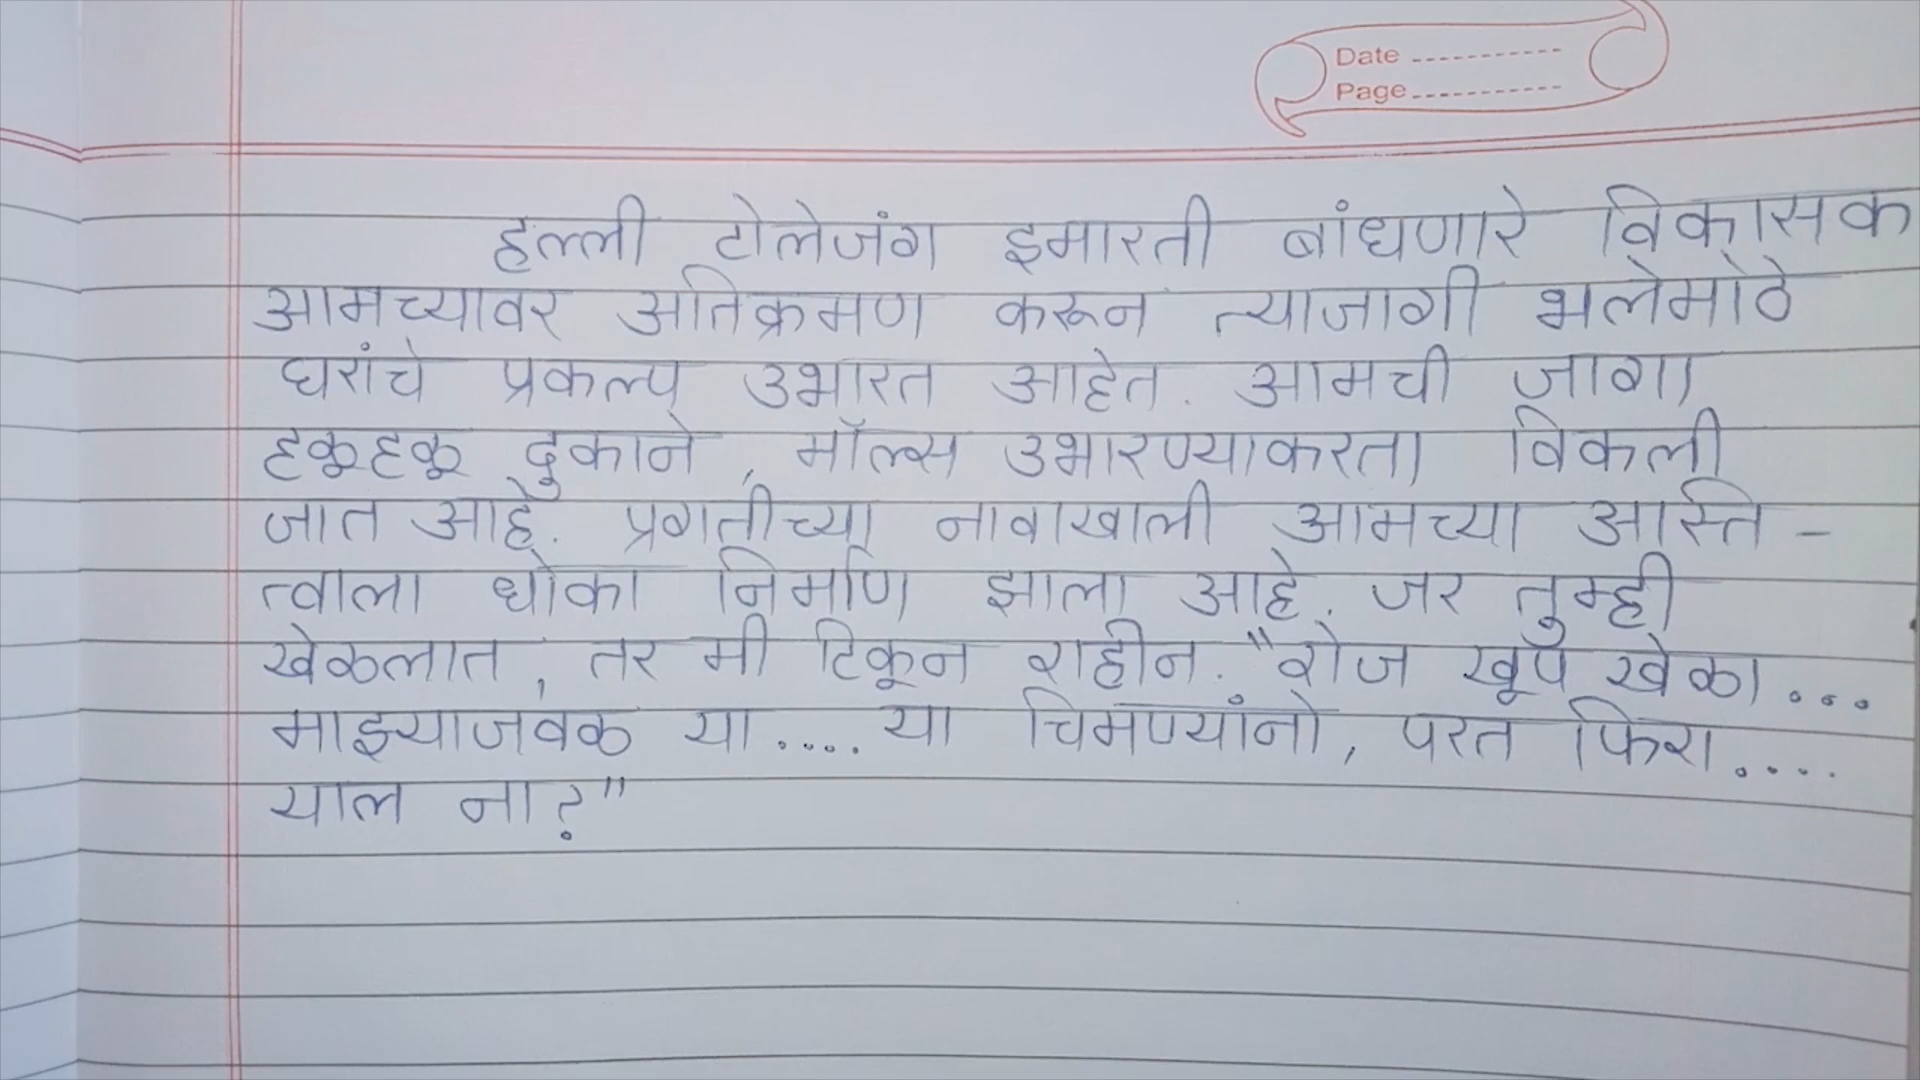 Date
Page
हल्ली टोलेजंग इमारती बांधणारे विकासक
आमच्यावर अतिक्रमण करून त्याजागी भलेमोठे
घरांचे प्रकल्प उभारत आहेत. आमची जागा
हळूहळू दुकाने, मॉल्स उभारण्याकरता विकली
जात आहे. प्रगतीच्या नावाखाली आमच्या अस्ति -
त्वाला धोका निर्माण झाला आहे. जर तुम्ही
खेळलात, तर मी टिकून राहीन. "रोज खूप खेळा...
माझ्याजवळ या.... या चिमण्यांनो, परत फिरा....
याल ना?"